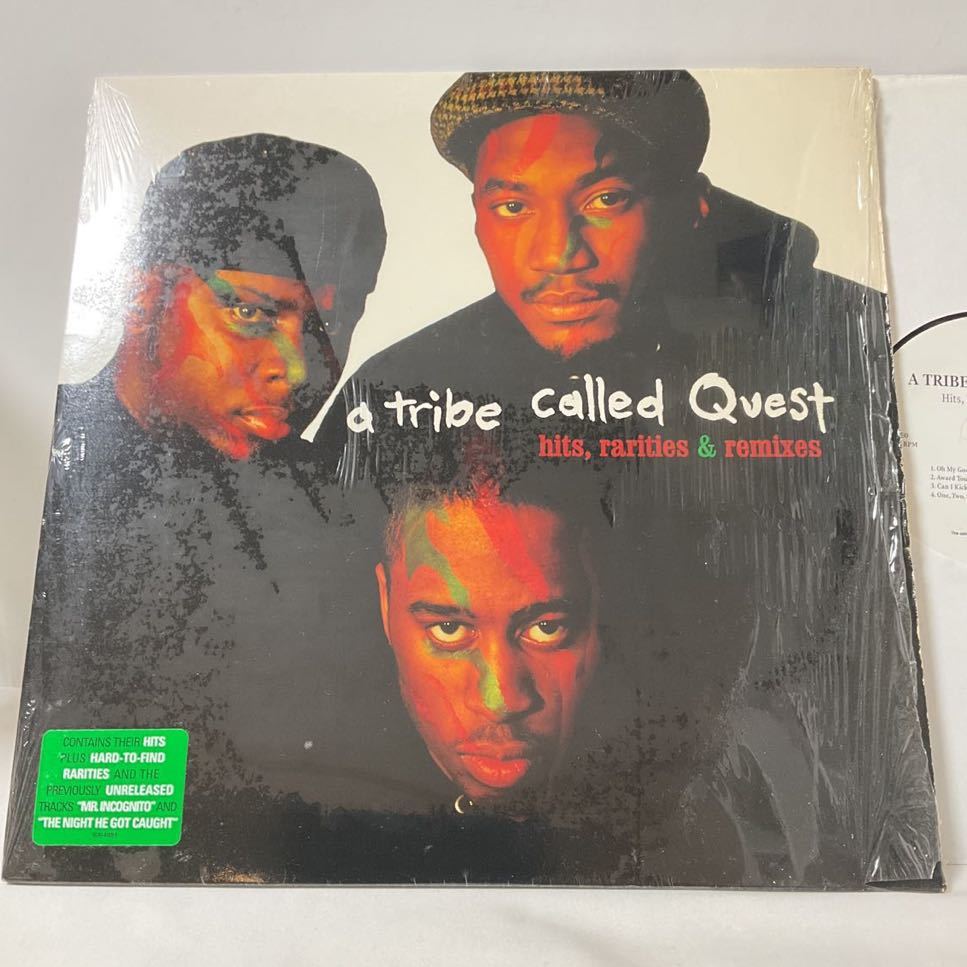 a tribe called Quest
hits, rarities & remixes
CONTAINS THEIR HITS
PLUS HARD-TO-FIND
RARITIES AND THE
PREVIOUSLY UNRELEASED
TRACKS "MR. INCOGNITO" AND
"THE NIGHT HE GOT CAUGHT"
A TRIBE
Hits,
RPM
1. Oh My
2. Award
3. Can I Kick
4. One, Two,